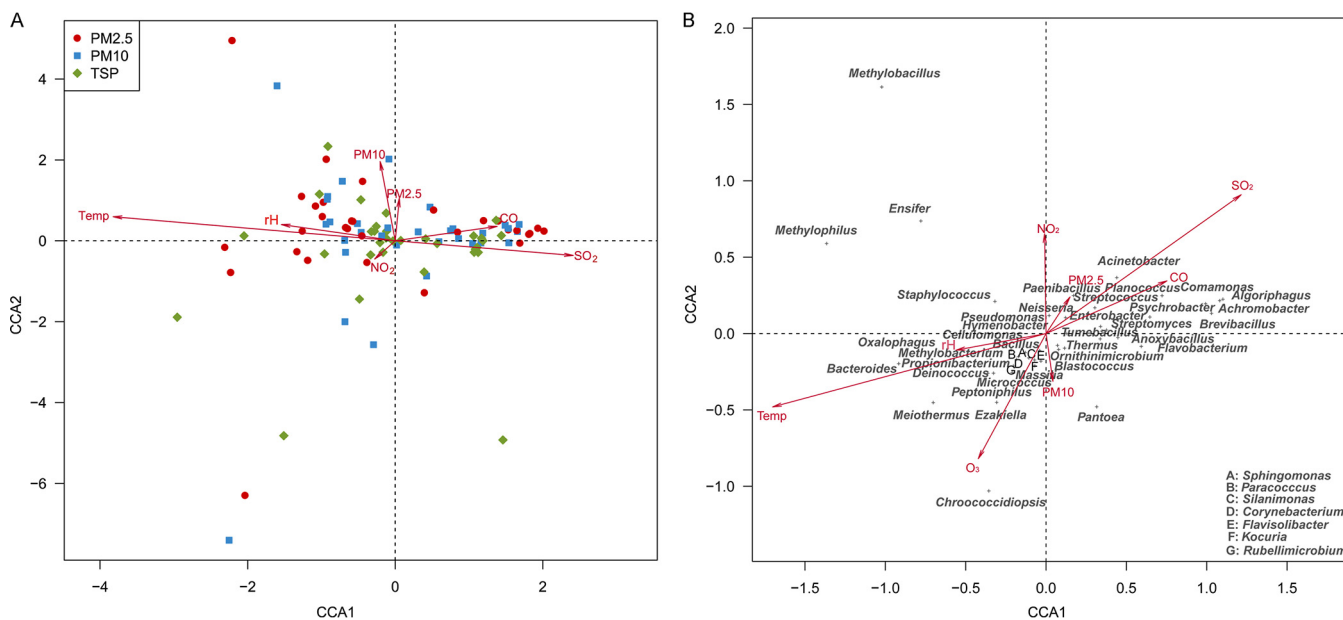 A
PM2.5
PM10
TSP
4
2
0
−2
−4
−6
CCA2
−4
−2
0
2
CCA1
PM10
PM2.5
Temp
rH
CO
NO₂
SO₂
B
2.0
1.5
1.0
0.5
0.0
−0.5
−1.0
CCA2
−1.5
−1.0
−0.5
0.0
0.5
1.0
1.5
CCA1
Methylobacillus
Ensifer
Methylophilus
SO₂
NO₂
Acinetobacter
PM2.5
CO
Paenibacillus
Planococcus
Comamonas
Staphylococcus
Streptococcus
Algoriphagus
Neisseria
Psychrobacter
Achromobacter
Pseudomonas
Enterobacter
Hymenobacter
Streptomyces
Brevibacillus
Cellulomonas
Tumebacillus
Anoxybacillus
Oxalophagus
rH
Bacillus
Thermus
Flavobacterium
Methylobacterium
B
A
C
E
Ornithinimicrobium
Bacteroides
Propionibacterium
D
F
Blastococcus
Deinococcus
G
Massilia
Micrococcus
Peptoniphilus
PM10
Temp
Meiothermus
Ezakiella
Pantoea
O₃
Chroococcidiopsis
A: Sphingomonas
B: Paracocccus
C: Silanimonas
D: Corynebacterium
E: Flavisolibacter
F: Kocuria
G: Rubellimicrobium